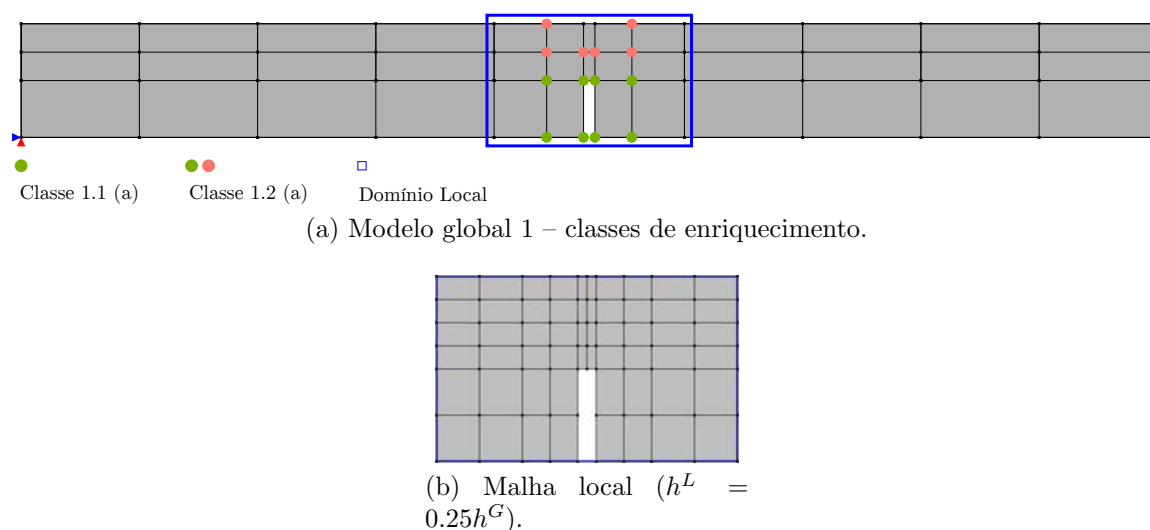 Classe 1.1 (a) Classe 1.2 (a) Domínio Local
(a) Modelo global 1 – classes de enriquecimento.
(b) Malha local (h^L =
0.25h^G).